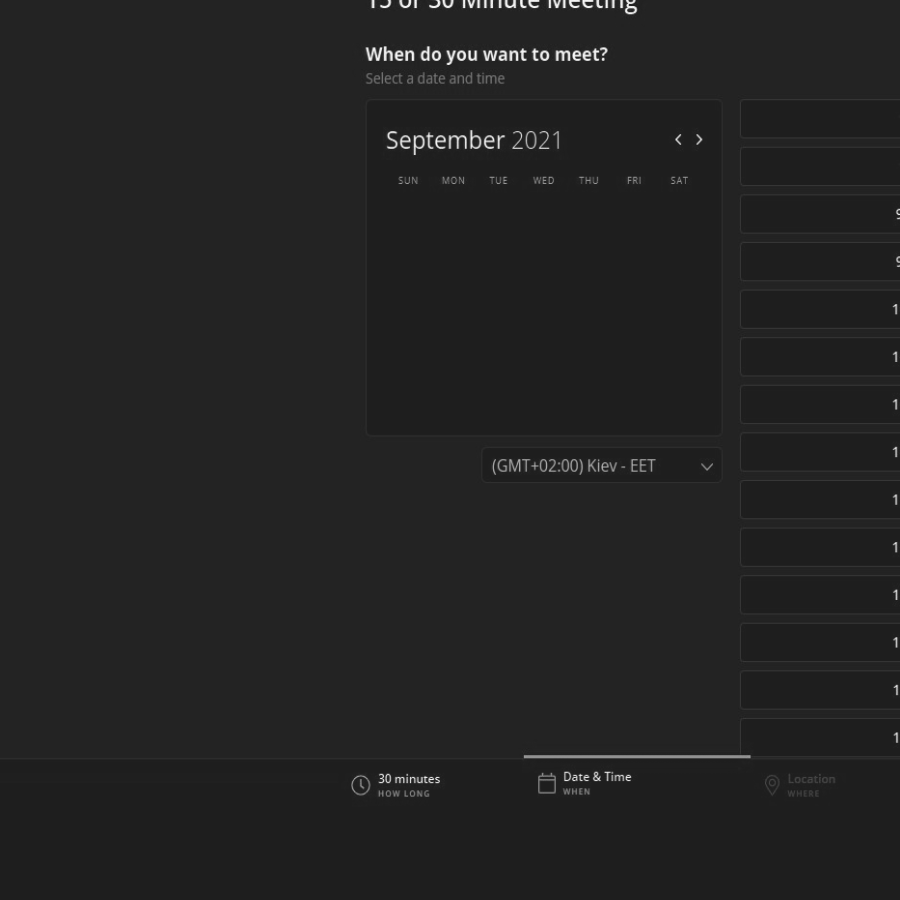 15 or 30 Minute Meeting
When do you want to meet?
Select a date and time
September 2021
SUN MON TUE WED THU FRI SAT
(GMT+02:00) Kiev - EET
9
9
1
1
1
1
1
1
1
1
1
1
30 minutes
HOW LONG
Date & Time
WHEN
Location
WHERE